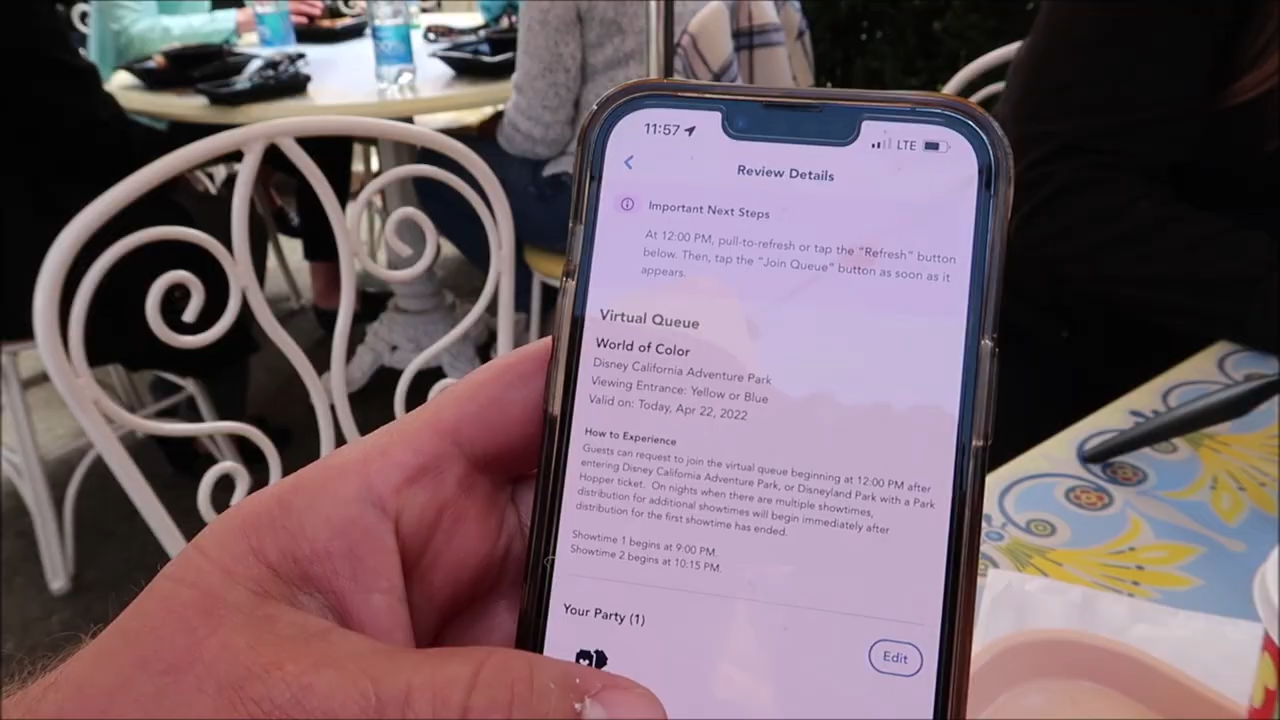 11:57
LTE
Review Details
Important Next Steps
At 12:00 PM, pull-to-refresh or tap the “Refresh” button
below. Then, tap the “Join Queue” button as soon as it
appears.
Virtual Queue
World of Color
Disney California Adventure Park
Viewing Entrance: Yellow or Blue
Valid on: Today, Apr 22, 2022
How to Experience
Guests can request to join the virtual queue beginning at 12:00 PM after
entering Disney California Adventure Park, or Disneyland Park with a Park
Hopper ticket. On nights when there are multiple showtimes,
distribution for additional showtimes will begin immediately after
distribution for the first showtime has ended.
Showtime 1 begins at 9:00 PM.
Showtime 2 begins at 10:15 PM.
Your Party (1)
Edit